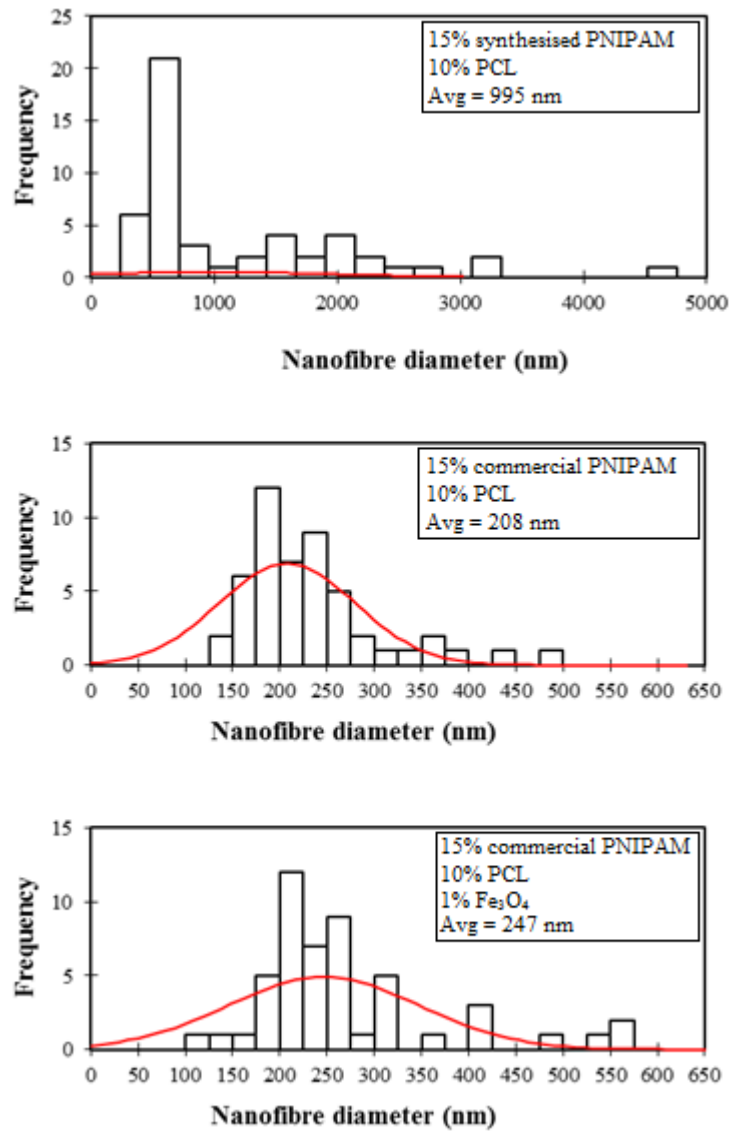 25
20
15
10
5
0
Frequency
15% synthesised PNIPAM
10% PCL
Avg = 995 nm
0 1000 2000 3000 4000 5000
Nanofibre diameter (nm)
15
10
5
0
Frequency
15% commercial PNIPAM
10% PCL
Avg = 208 nm
0 50 100 150 200 250 300 350 400 450 500 550 600 650
Nanofibre diameter (nm)
15
10
5
0
Frequency
15% commercial PNIPAM
10% PCL
1% Fe₃O₄
Avg = 247 nm
0 50 100 150 200 250 300 350 400 450 500 550 600 650
Nanofibre diameter (nm)